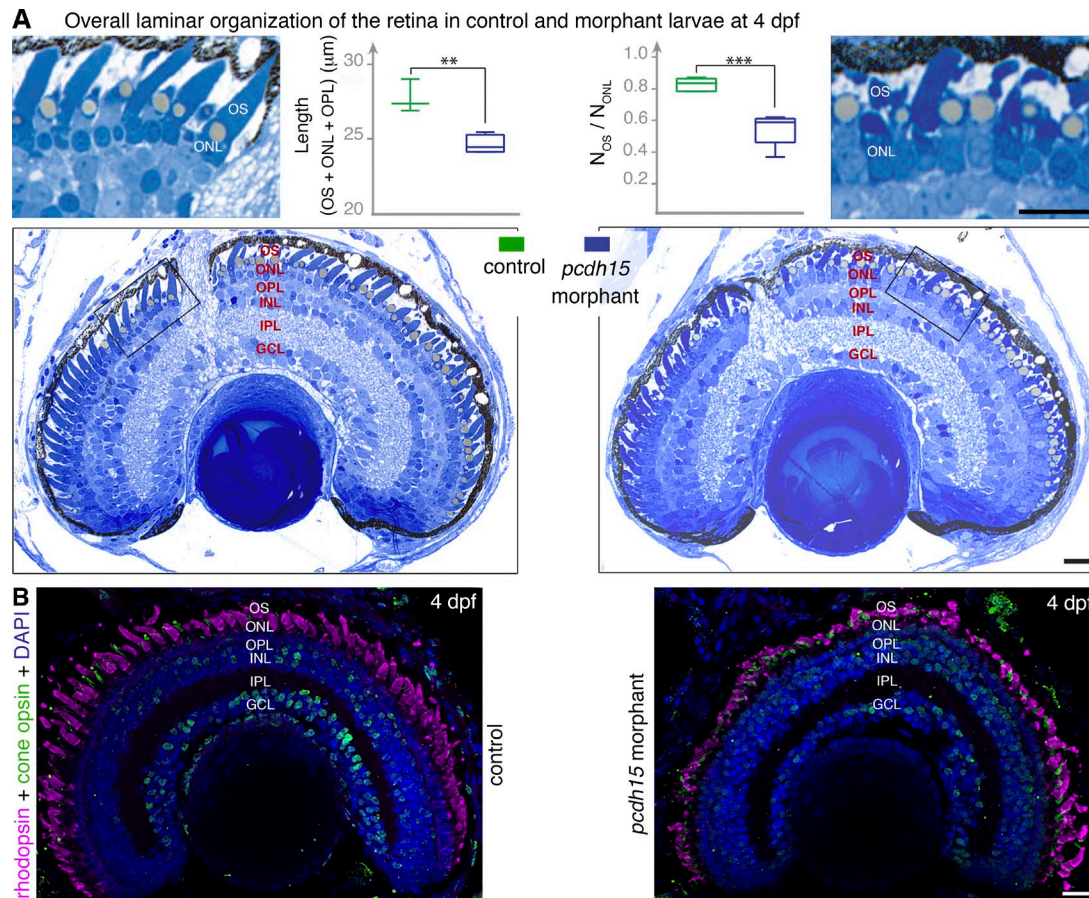 A Overall laminar organization of the retina in control and morphant larvae at 4 dpf
OS
ONL
Length
(OS + ONL + OPL) (μm)
30
25
20
**
N_OS / N_ONL
1.0
0.8
0.6
0.4
0.2
***
OS
ONL
control
pcdh15
morphant
OS
ONL
OPL
INL
IPL
GCL
OS
ONL
OPL
INL
IPL
GCL
B
rhodopsin + cone opsin + DAPI
4 dpf
OS
ONL
OPL
INL
IPL
GCL
control
pcdh15 morphant
4 dpf
OS
ONL
OPL
INL
IPL
GCL